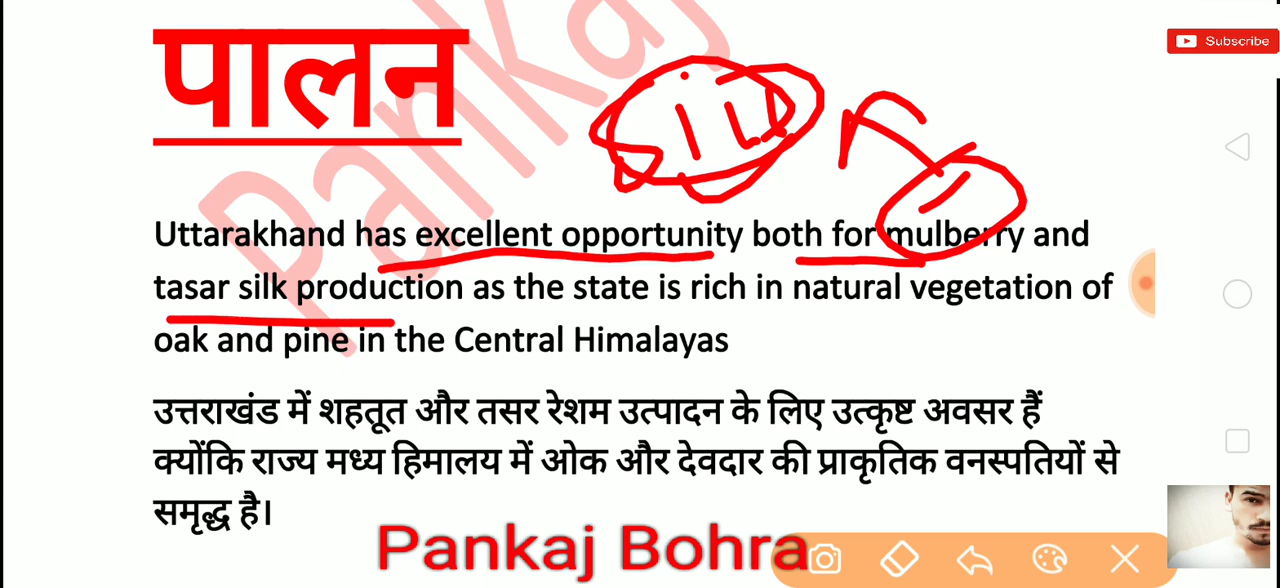 पालन
Subscribe
Pankaj
Uttarakhand has excellent opportunity both for mulberry and
tasar silk production as the state is rich in natural vegetation of
oak and pine in the Central Himalayas
उत्तराखंड में शहतूत और तसर रेशम उत्पादन के लिए उत्कृष्ट अवसर हैं
क्योंकि राज्य मध्य हिमालय में ओक और देवदार की प्राकृतिक वनस्पतियों से
समृद्ध है।
Pankaj Bohra